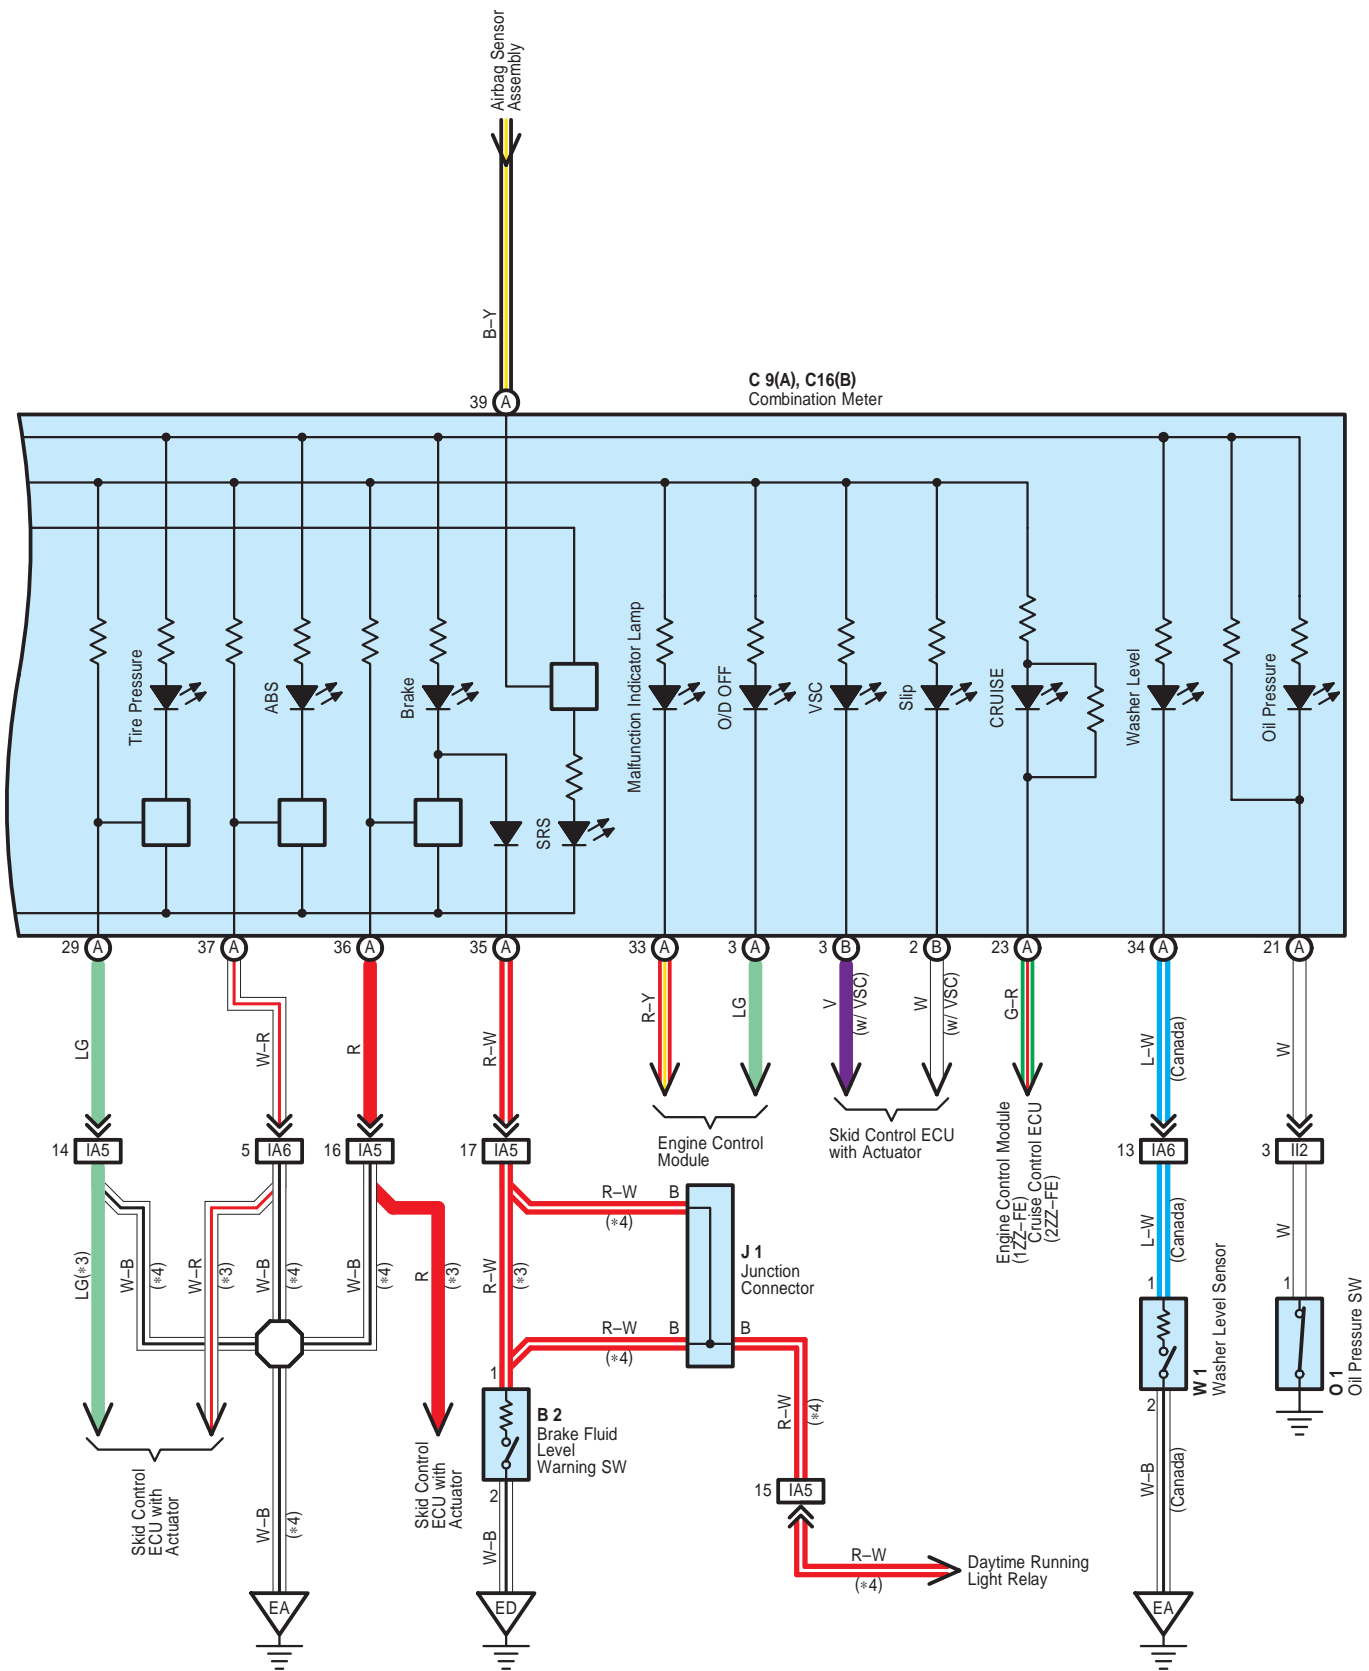 Airbag Sensor
Assembly
B–Y
C 9(A), C16(B)
Combination Meter
39
A
Tire Pressure
ABS
Brake
SRS
Malfunction Indicator Lamp
O/D OFF
VSC
Slip
CRUISE
Washer Level
Oil Pressure
29 A
37 A
36 A
35 A
33 A
3 A
3 B
2 B
23 A
34 A
21 A
LG
W–R
R
R–W
R–Y
LG
V
(w/ VSC)
W
(w/ VSC)
G–R
L–W
(Canada)
W
14 IA5
5 IA6
16 IA5
17 IA5
Engine Control
Module
Skid Control ECU
with Actuator
Engine Control Module
(1ZZ–FE)
Cruise Control ECU
(2ZZ–FE)
13 IA6
3 II2
LG(*3)
W–B
(*4)
W–R
(*3)
W–B
(*4)
W–B
(*4)
R
(*3)
R–W
(*3)
R–W
(*4)
B
J 1
Junction
Connector
R–W
(*4)
B
B
L–W
(Canada)
W
1
1
1
B 2
Brake Fluid
Level
Warning SW
2
R–W
(*4)
W 1
Washer Level Sensor
2
O 1
Oil Pressure SW
Skid Control
ECU with
Actuator
W–B
(*4)
Skid Control
ECU with
Actuator
W–B
15 IA5
R–W
(*4)
Daytime Running
Light Relay
W–B
(Canada)
EA
ED
EA